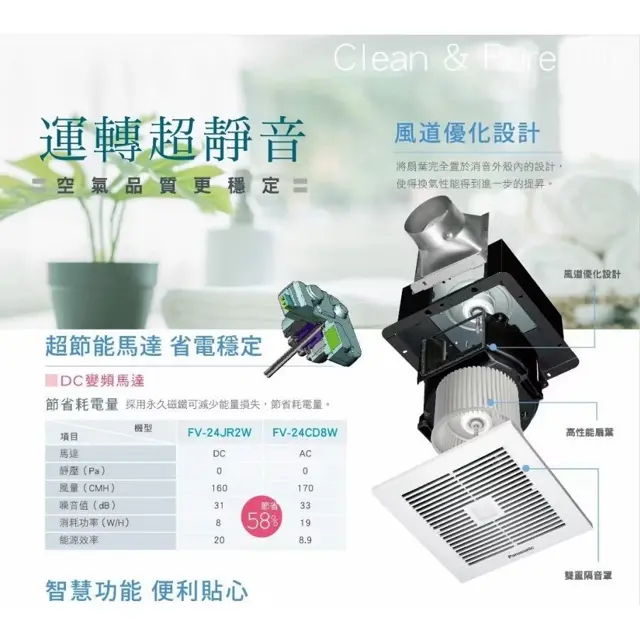 Clean & Pure
運轉超靜音
空氣品質更穩定
風道優化設計
將扇葉完全置於消音外殼內的設計，
使得換氣性能得到進一步的提昇。
風道優化設計
超節能馬達 省電穩定
DC變頻馬達
節省耗電量 採用永久磁鐵可減少能量損失，節省耗電量。
項目 機型 FV-24JR2W FV-24CD8W
馬達 DC AC
靜壓（Pa） 0 0
風量（CMH） 160 170
噪音值（dB） 31 33
消耗功率（W/H） 8 19
能源效率 20 8.9
節省
58%
高性能扇葉
Panasonic
雙重隔音罩
智慧功能 便利貼心